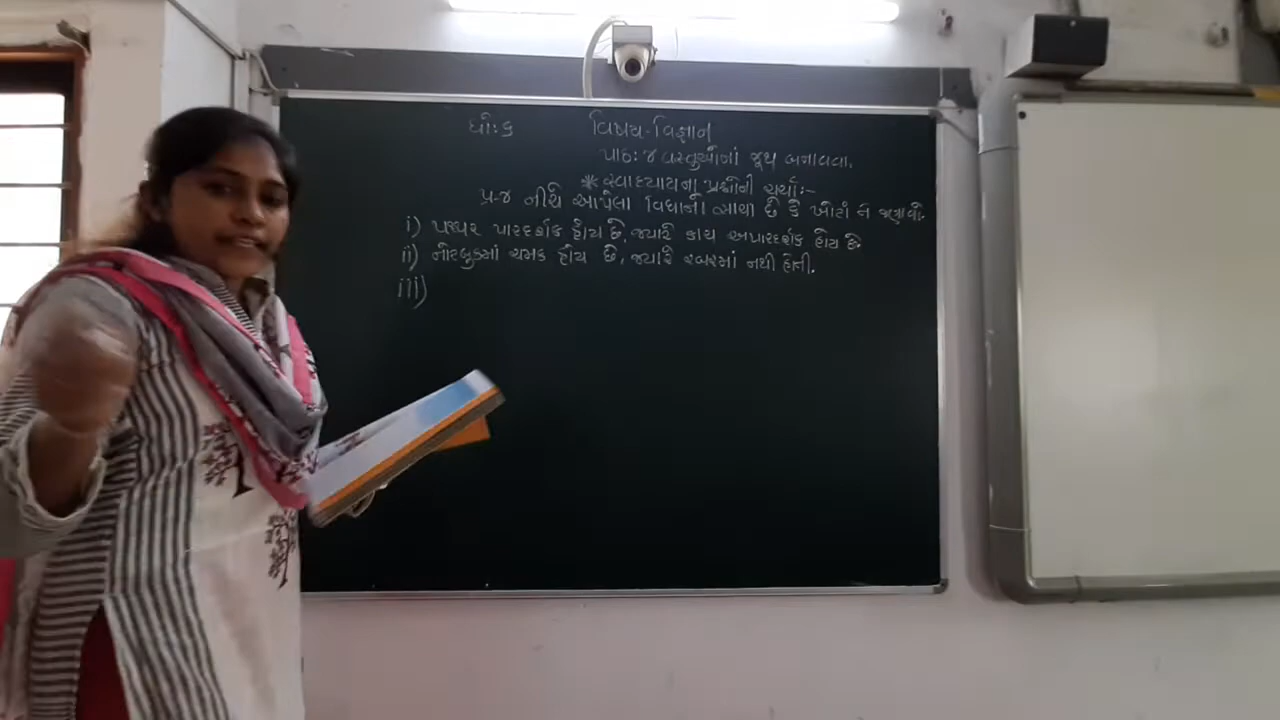 ધો:૬ વિષય-વિજ્ઞાન
પાઠ: ૪ વસ્તુઓનાં જૂથ બનાવવા.
* સ્વાધ્યાયના પ્રશ્નોની ચર્ચા:-
પ્ર-૪ નીચે આપેલા વિધાનો સાચા છે કે ખોટાં તે જણાવો.
i) પથ્થર પારદર્શક હોય છે, જ્યારે કાચ અપારદર્શક હોય છે.
ii) નોટબુકમાં ચમક હોય છે, જ્યારે રબરમાં નથી હોતી.
iii)